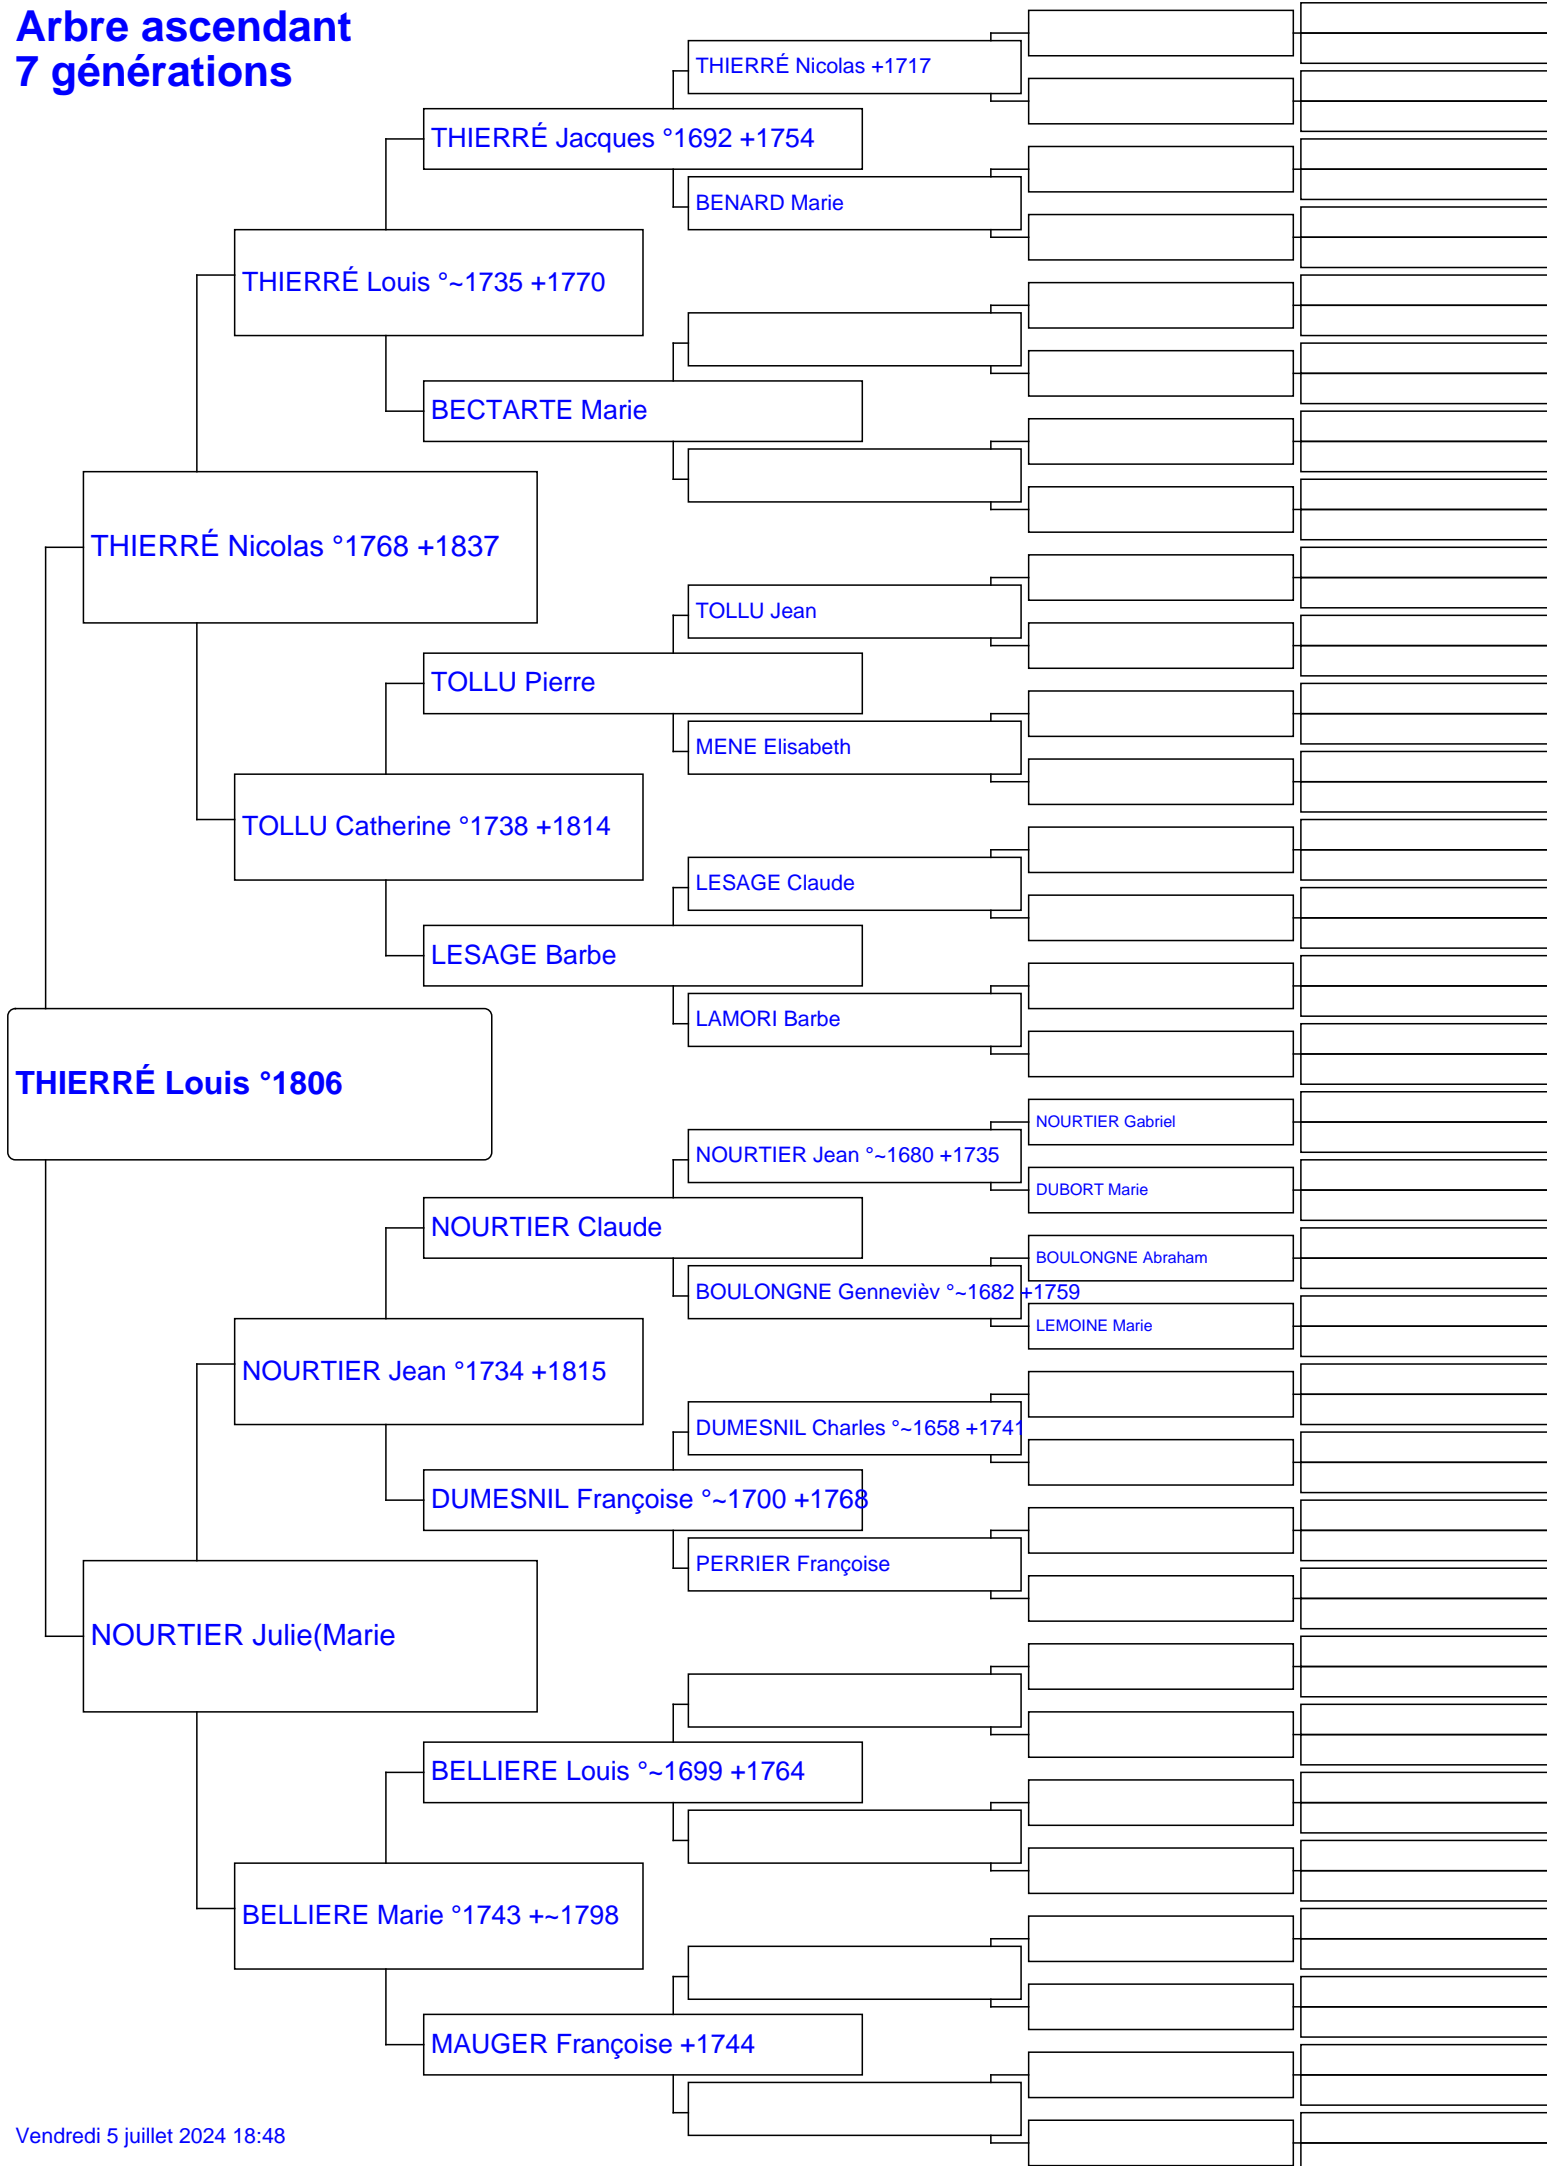 Arbre ascendant
7 générations
THIERRÉ Nicolas +1717
THIERRÉ Jacques °1692 +1754
BENARD Marie
THIERRÉ Louis °~1735 +1770
BECTARTE Marie
THIERRÉ Nicolas °1768 +1837
TOLLU Jean
TOLLU Pierre
MENE Elisabeth
TOLLU Catherine °1738 +1814
LESAGE Claude
LESAGE Barbe
LAMORI Barbe
THIERRÉ Louis °1806
NOURTIER Gabriel
NOURTIER Jean °~1680 +1735
DUBORT Marie
NOURTIER Claude
BOULONGNE Abraham
BOULONGNE Gennevièv °~1682 +1759
LEMOINE Marie
NOURTIER Jean °1734 +1815
DUMESNIL Charles °~1658 +1741
DUMESNIL Françoise °~1700 +1768
PERRIER Françoise
NOURTIER Julie(Marie
BELLIERE Louis °~1699 +1764
BELLIERE Marie °1743 +~1798
MAUGER Françoise +1744
Vendredi 5 juillet 2024 18:48